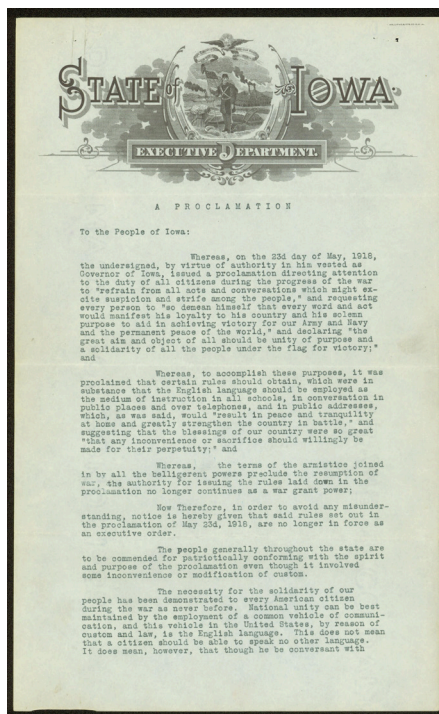 STATE of IOWA
EXECUTIVE DEPARTMENT.
A PROCLAMATION
To the People of Iowa:
Whereas, on the 23d day of May, 1918,
the undersigned, by virtue of authority in him vested as
Governor of Iowa, issued a proclamation directing attention
to the duty of all citizens during the progress of the war
to "refrain from all acts and conversations which might ex-
cite suspicion and strife among the people," and requesting
every person to "so demean himself that every word and act
would manifest his loyalty to his country and his solemn
purpose to aid in achieving victory for our Army and Navy
and the permanent peace of the world," and declaring "the
great aim and object of all should be unity of purpose and
a solidarity of all the people under the flag for victory;"
and
Whereas, to accomplish these purposes, it was
proclaimed that certain rules should obtain, which were in
substance that the English language should be employed as
the medium of instruction in all schools, in conversation in
public places and over telephones, and in public addresses,
which, as was said, would "result in peace and tranquility
at home and greatly strengthen the country in battle," and
suggesting that the blessings of our country were so great
"that any inconvenience or sacrifice should willingly be
made for their perpetuity;" and
Whereas, the terms of the armistice joined
in by all the belligerent powers preclude the resumption of
war, the authority for issuing the rules laid down in the
proclamation no longer continues as a war grant power;
Now Therefore, in order to avoid any misunder-
standing, notice is hereby given that said rules set out in
the proclamation of May 23d, 1918, are no longer in force as
an executive order.
The people generally throughout the state are
to be commended for patriotically conforming with the spirit
and purpose of the proclamation even though it involved
some inconvenience or modification of custom.
The necessity for the solidarity of our
people has been demonstrated to every American citizen
during the war as never before. National unity can be best
maintained by the employment of a common vehicle of communi-
cation, and this vehicle in the United States, by reason of
custom and law, is the English language. This does not mean
that a citizen should be able to speak no other language.
It does mean, however, that though he be conversant with